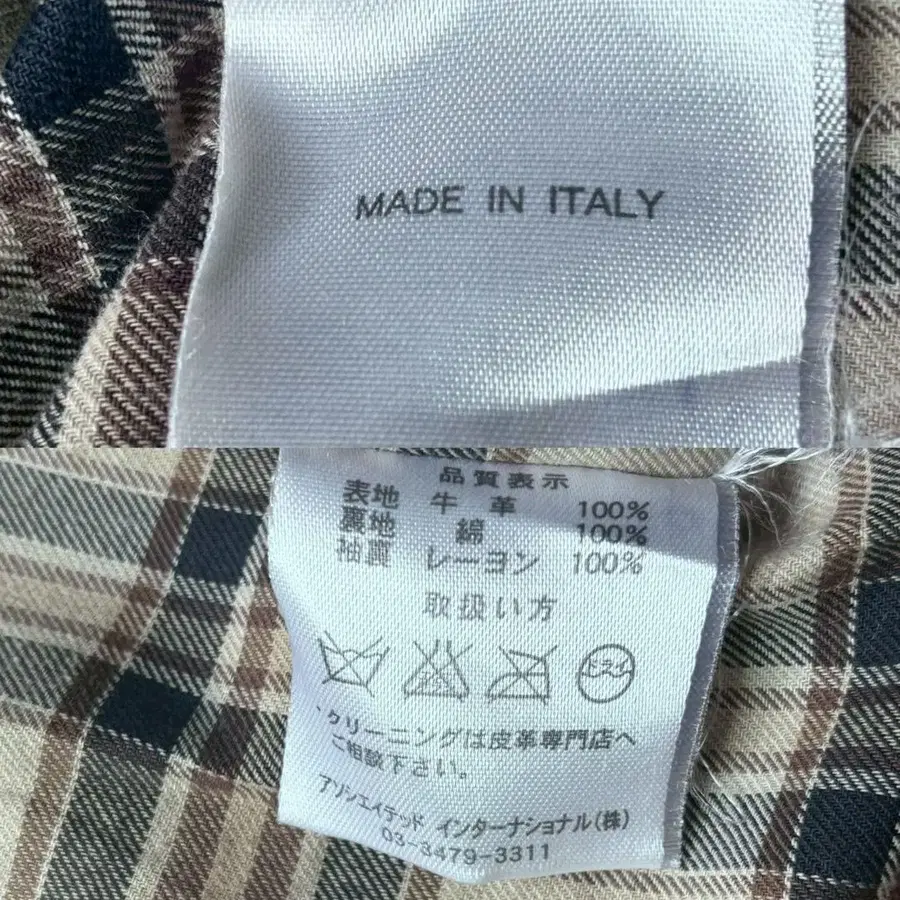 MADE IN ITALY
品質表示
表地 牛革 100%
裏地 綿 100%
袖裏 レーヨン 100%
取扱い方
ドライ
・クリーニングは皮革専門店へ
ご相談下さい。
アソシエイテッド インターナショナル(株)
03-3479-3311